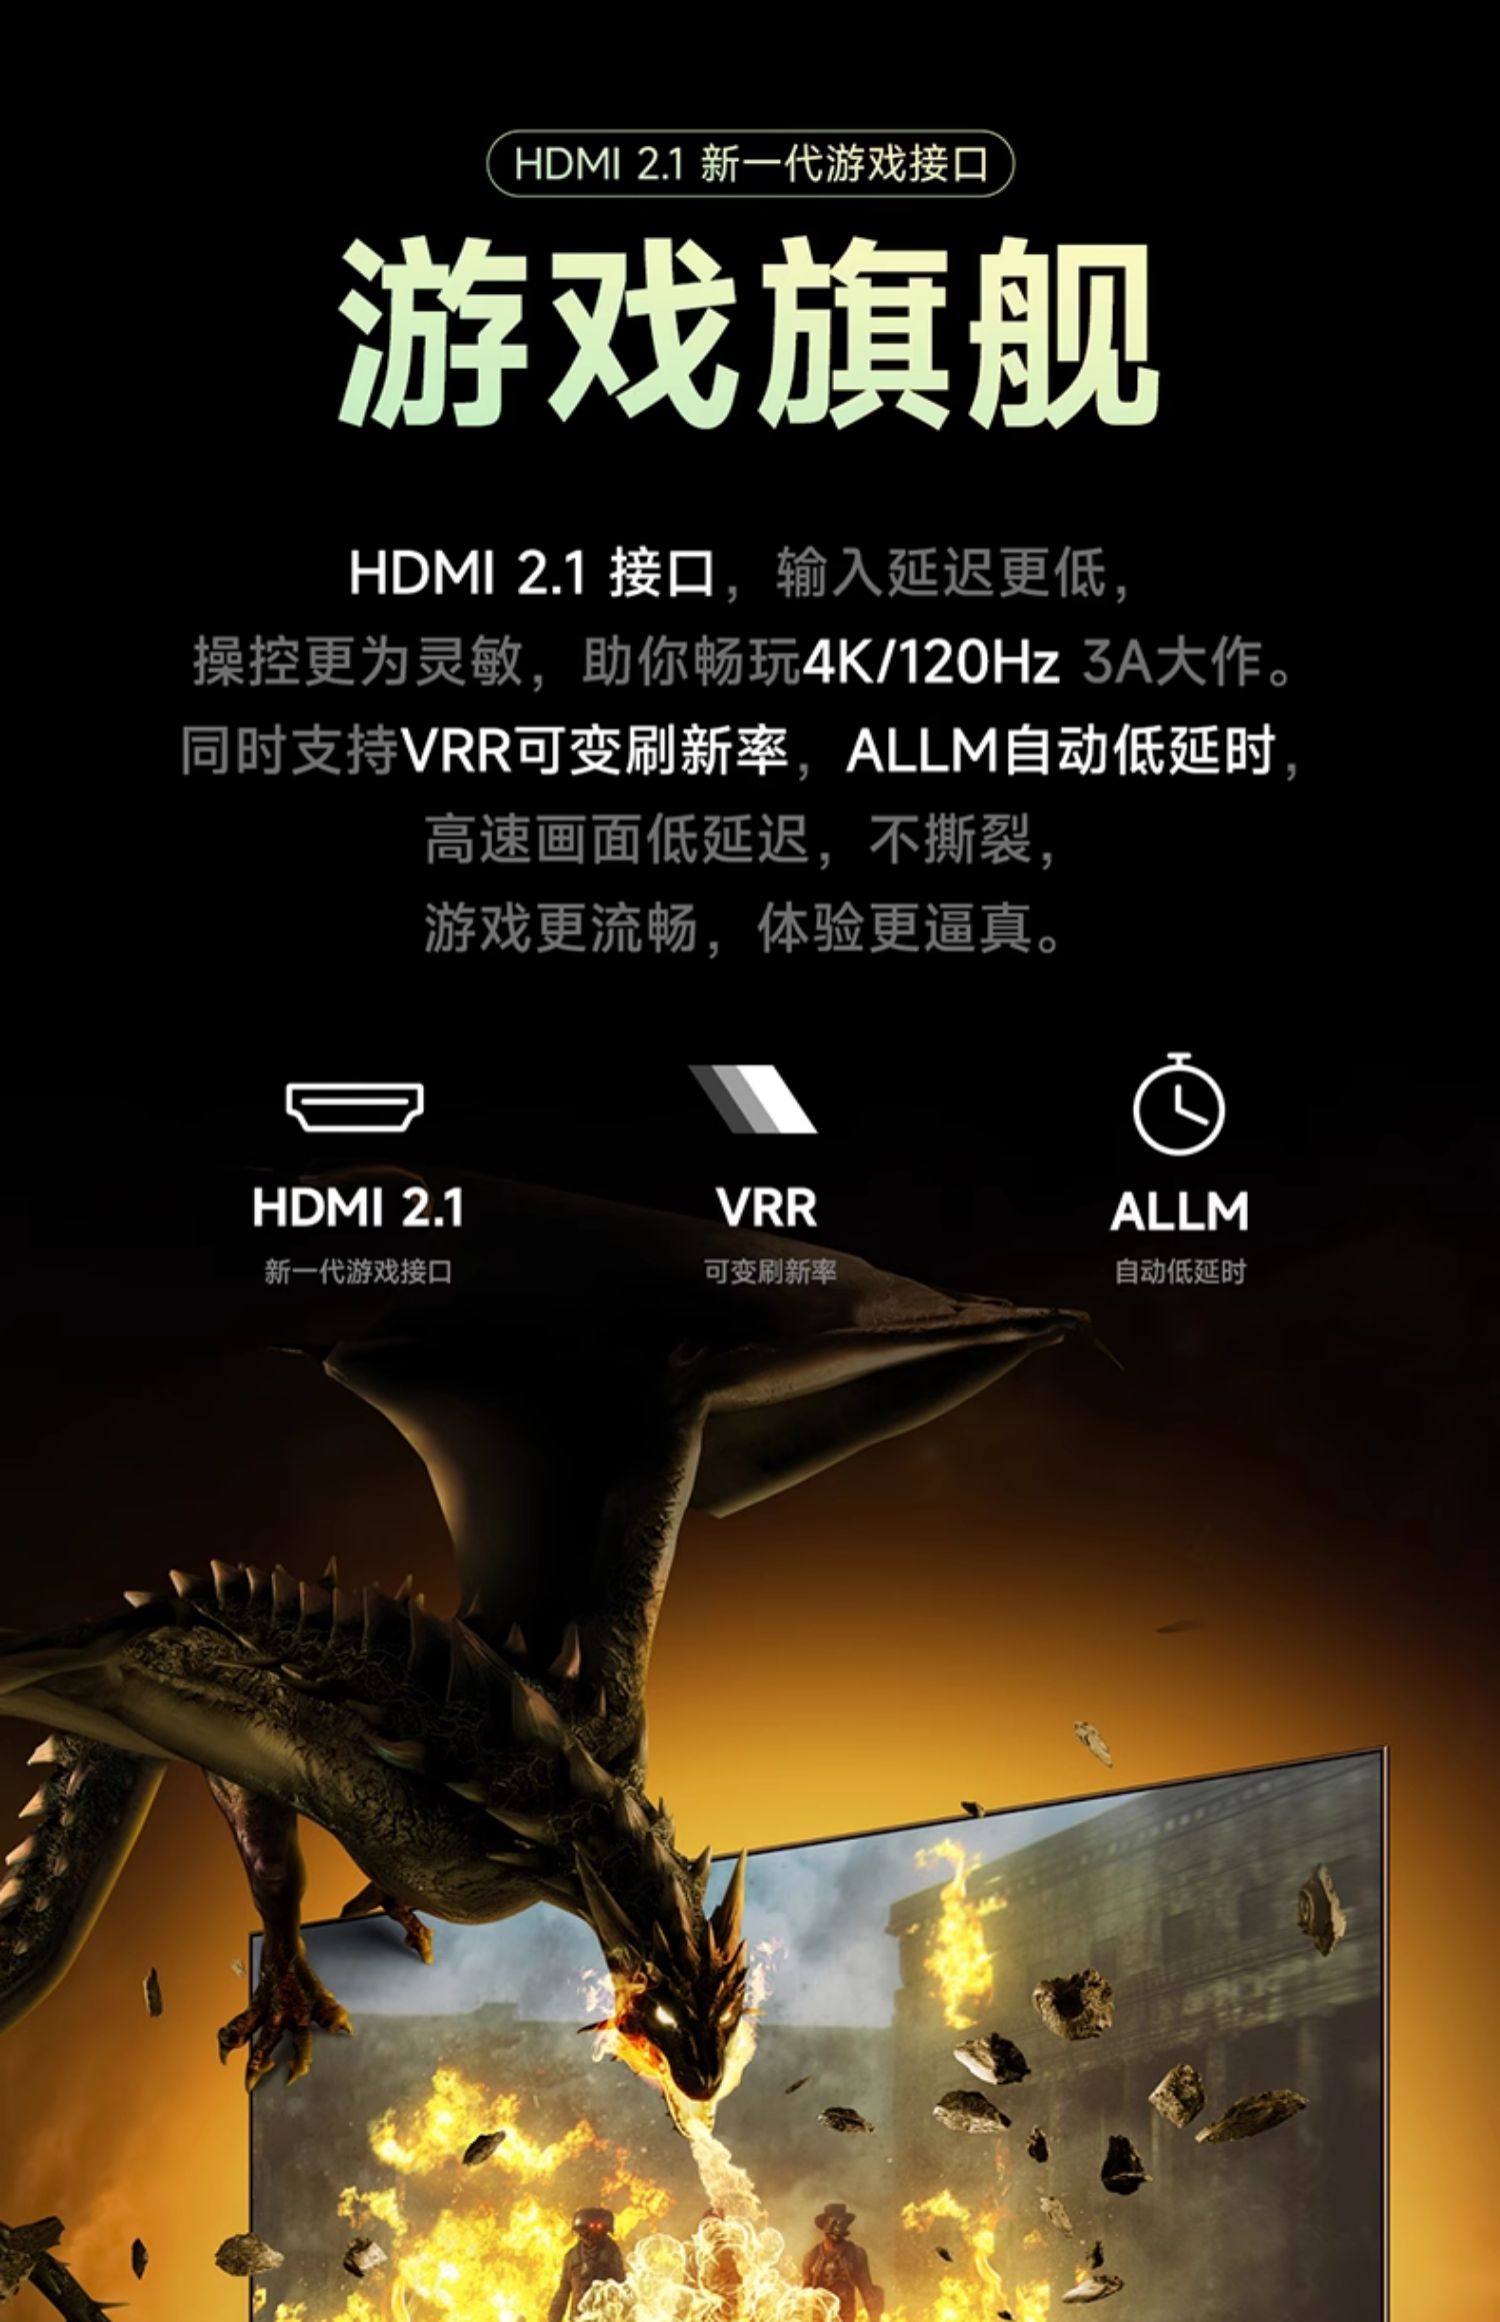 HDMI 2.1 新一代游戏接口
游戏旗舰
HDMI 2.1 接口，输入延迟更低，
操控更为灵敏，助你畅玩4K/120Hz 3A大作。
同时支持VRR可变刷新率，ALLM自动低延时，
高速画面低延迟，不撕裂，
游戏更流畅，体验更逼真。
HDMI 2.1
VRR
ALLM
新一代游戏接口
可变刷新率
自动低延时